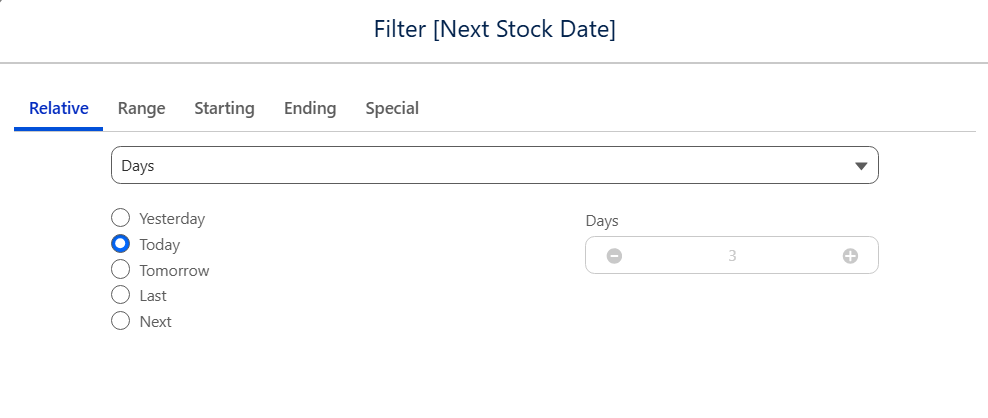 Filter [Next Stock Date]
Relative Range Starting Ending Special
Days
Yesterday
Today
Tomorrow
Last
Next
Days
3